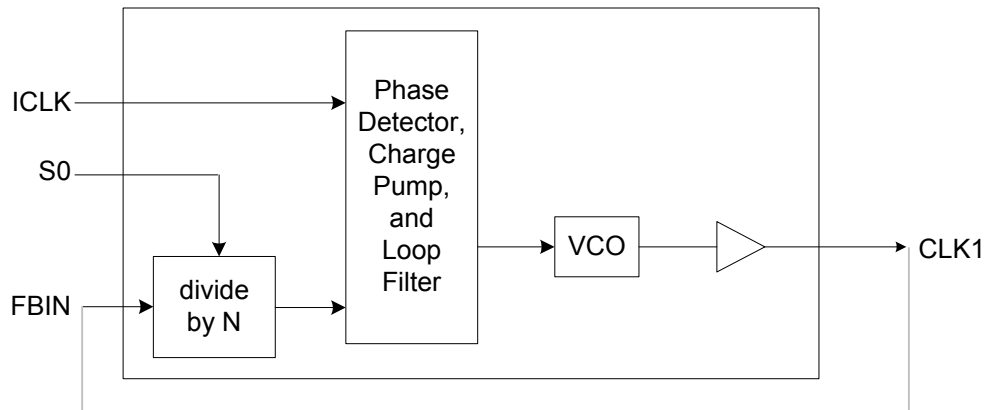 ICLK
S0
FBIN
divide
by N
Phase
Detector,
Charge
Pump,
and
Loop
Filter
VCO
CLK1